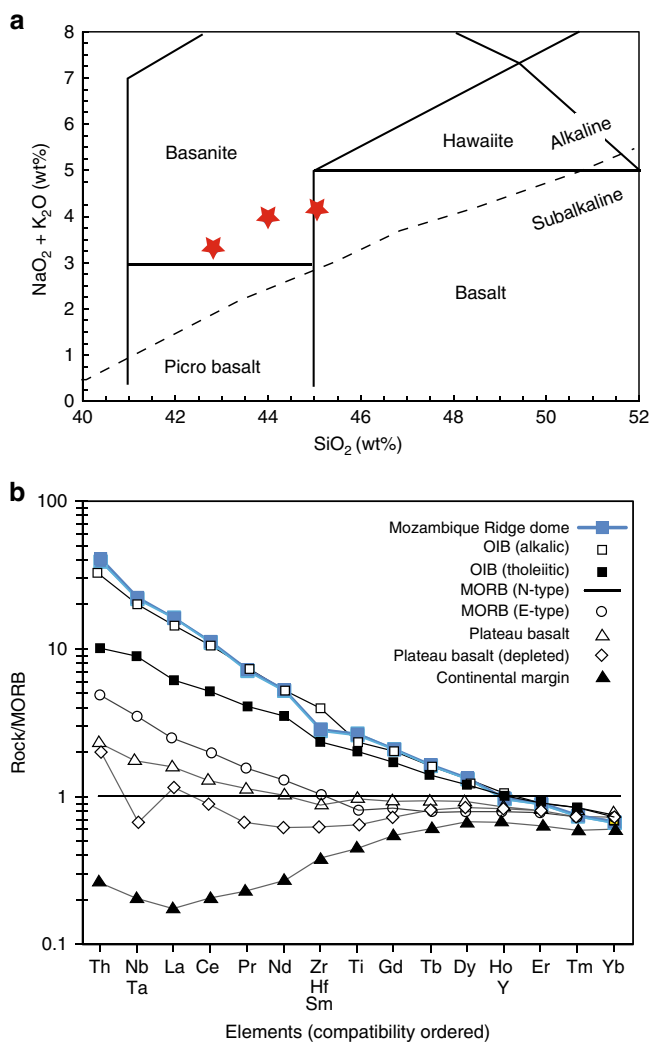 a
8
7
6
5
4
3
2
1
0
NaO2 + K2O (wt%)
Basanite
Hawaiite
Alkaline
Subalkaline
Basalt
Picro basalt
40 42 44 46 48 50 52
SiO2 (wt%)
b
100
10
1
0.1
Rock/MORB
Mozambique Ridge dome
OIB (alkalic)
OIB (tholeiitic)
MORB (N-type)
MORB (E-type)
Plateau basalt
Plateau basalt (depleted)
Continental margin
Th Nb La Ce Pr Nd Zr Ti Gd Tb Dy Ho Er Tm Yb
Ta Hf Y
Sm
Elements (compatibility ordered)